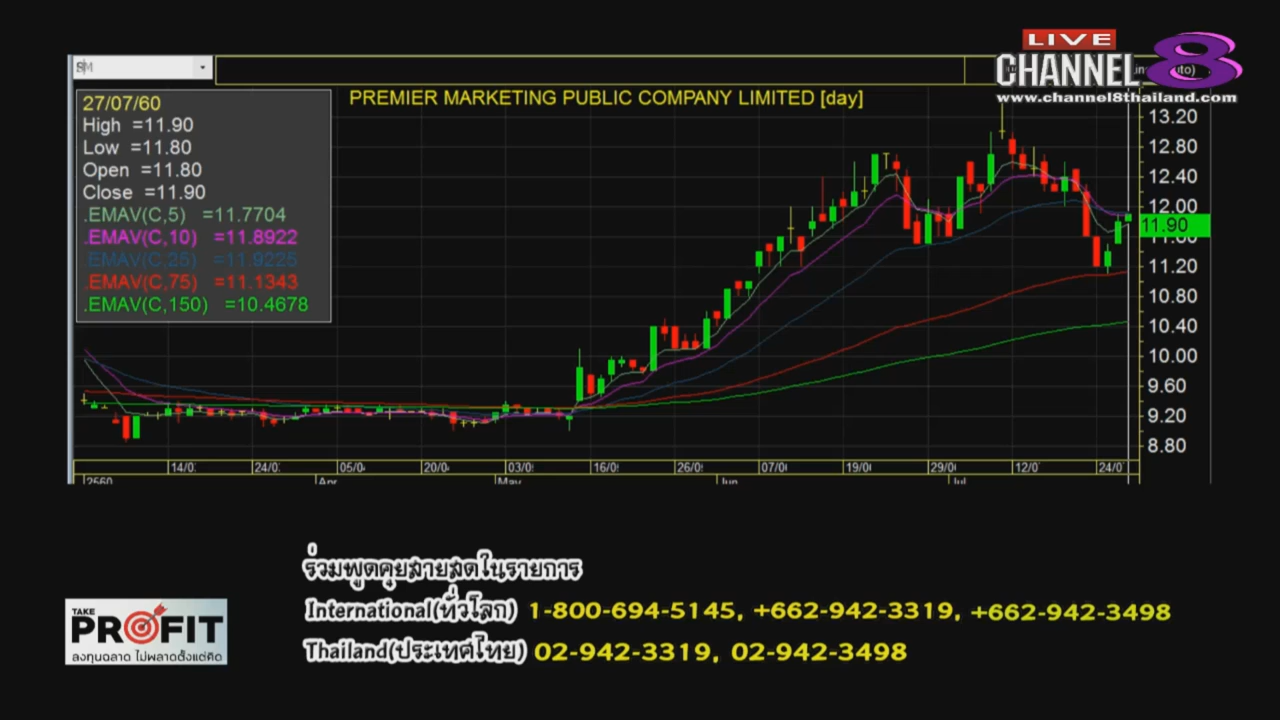 LIVE
CHANNEL 8
www.channel8thailand.com
PREMIER MARKETING PUBLIC COMPANY LIMITED [day]
27/07/60
High =11.90
Low =11.80
Open =11.80
Close =11.90
.EMAV(C,5) =11.7704
.EMAV(C,10) =11.8922
.EMAV(C,25) =11.9225
.EMAV(C,75) =11.1343
.EMAV(C,150) =10.4678
13.20
12.80
12.40
12.00
11.90
11.60
11.20
10.80
10.40
10.00
9.60
9.20
8.80
14/0 24/0 05/0 20/0 03/0 16/0 26/0 07/0 19/0 29/0 12/0 24/0
2560 Apr May Jun Jul
ร่วมพูดคุยสายสดในรายการ
International(ทั่วโลก) 1-800-694-5145, +662-942-3319, +662-942-3498
Thailand(ประเทศไทย) 02-942-3319, 02-942-3498
TAKE
PROFIT
ลงทุนฉลาด ไม่พลาดตั้งแต่คิด